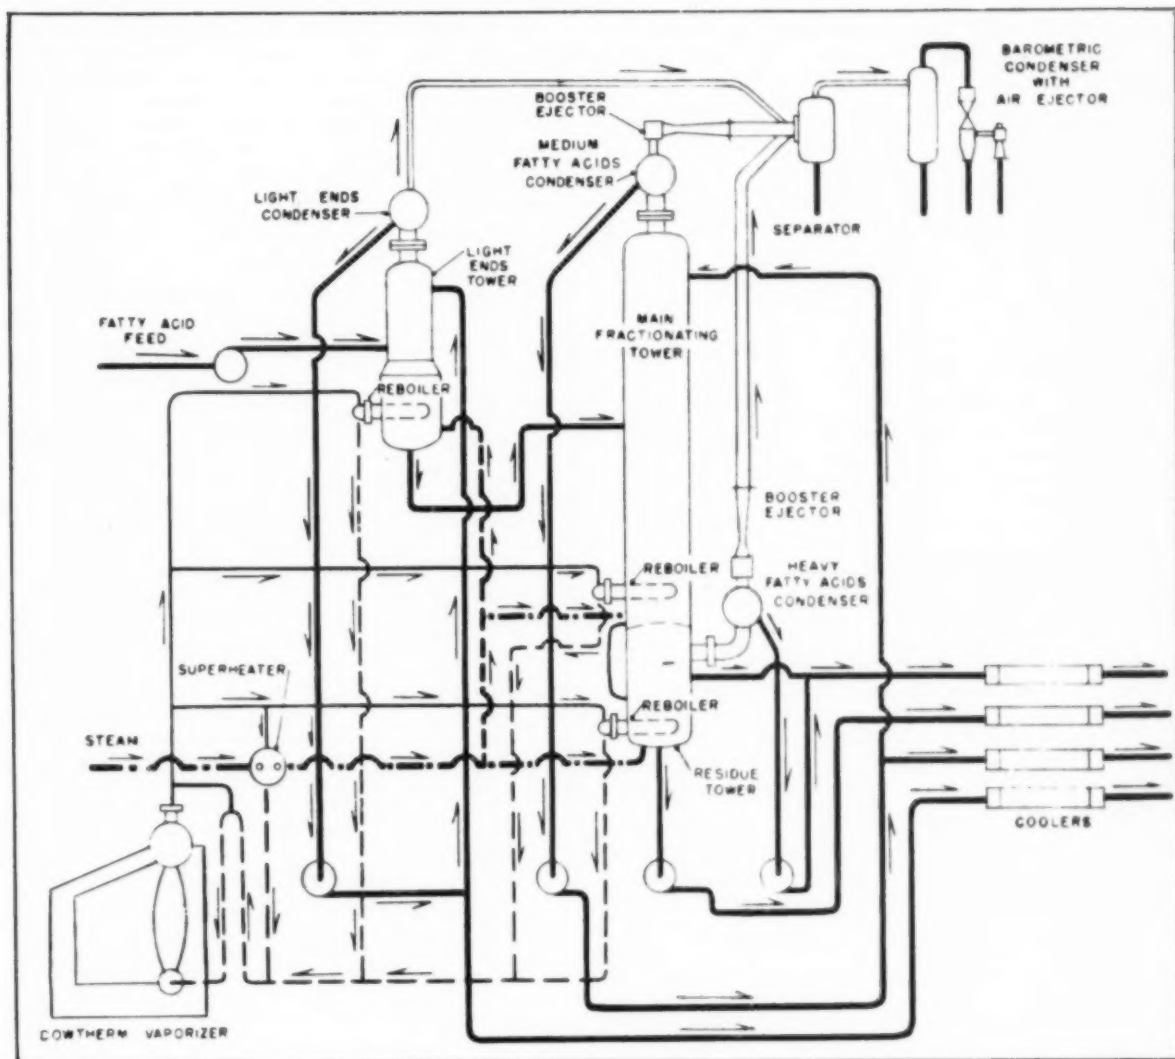 BAROMETRIC
CONDENSER
WITH
AIR EJECTOR
BOOSTER
EJECTOR
MEDIUM
FATTY ACIDS
CONDENSER
LIGHT ENDS
CONDENSER
SEPARATOR
LIGHT
ENDS
TOWER
FATTY ACID
FEED
MAIN
FRACTIONATING
TOWER
REBOILER
BOOSTER
EJECTOR
REBOILER
HEAVY
FATTY ACIDS
CONDENSER
SUPERHEATER
REBOILER
STEAM
RESIDUE
TOWER
COOLERS
DOWTHERM VAPORIZER